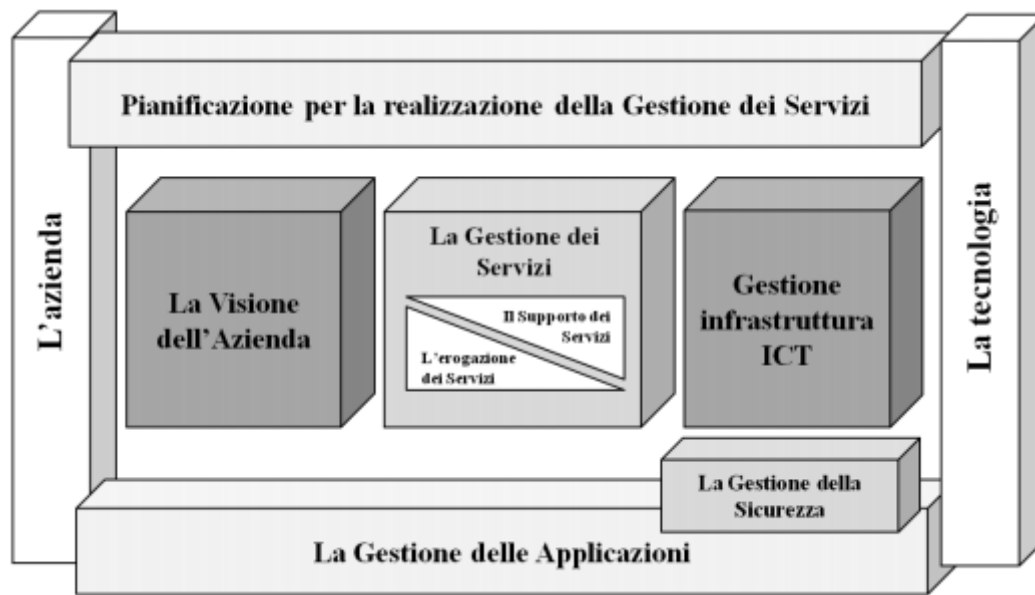 L'azienda
Pianificazione per la realizzazione della Gestione dei Servizi
La Visione
dell'Azienda
La Gestione dei
Servizi
Il Supporto dei
Servizi
L'erogazione
dei Servizi
Gestione
infrastruttura
ICT
La Gestione della
Sicurezza
La Gestione delle Applicazioni
La tecnologia